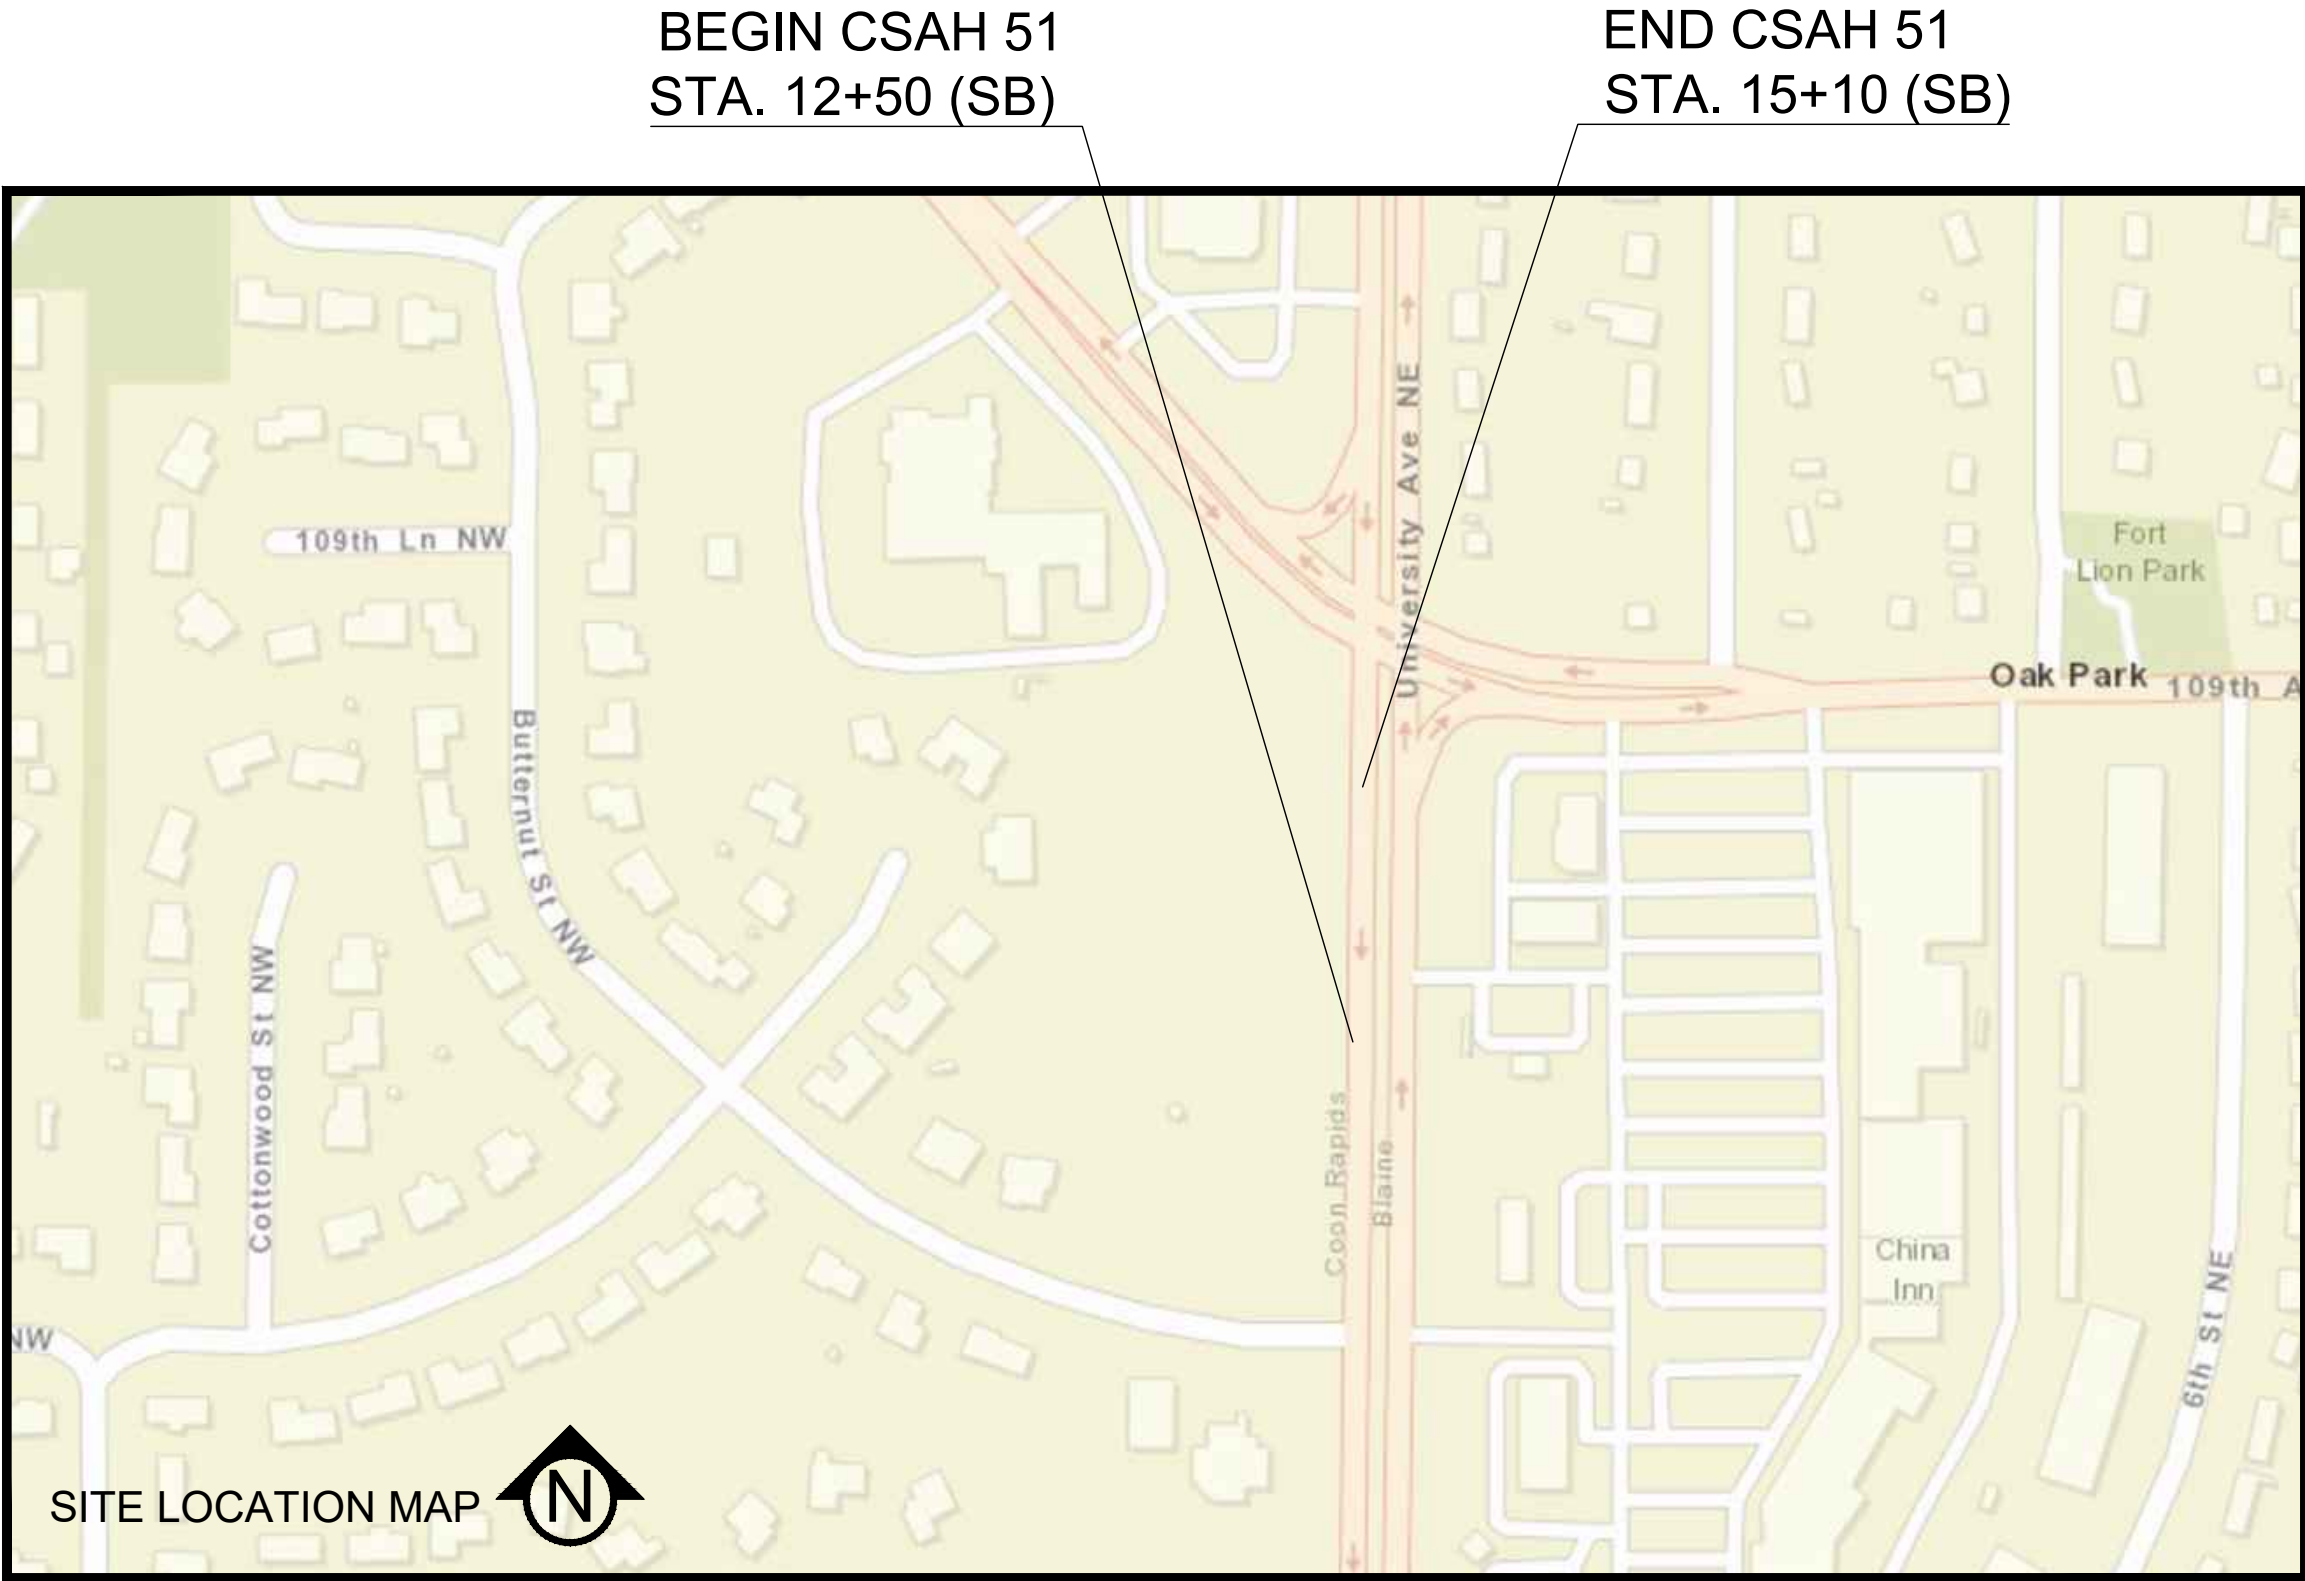 BEGIN CSAH 51
STA. 12+50 (SB)
END CSAH 51
STA. 15+10 (SB)
University Ave NE
109th Ln NW
Fort
Lion Park
Oak Park
109th A
Butternut St NW
Cottonwood St NW
Coon Rapids
Blaine
China
Inn
6th St NE
NW
SITE LOCATION MAP
N